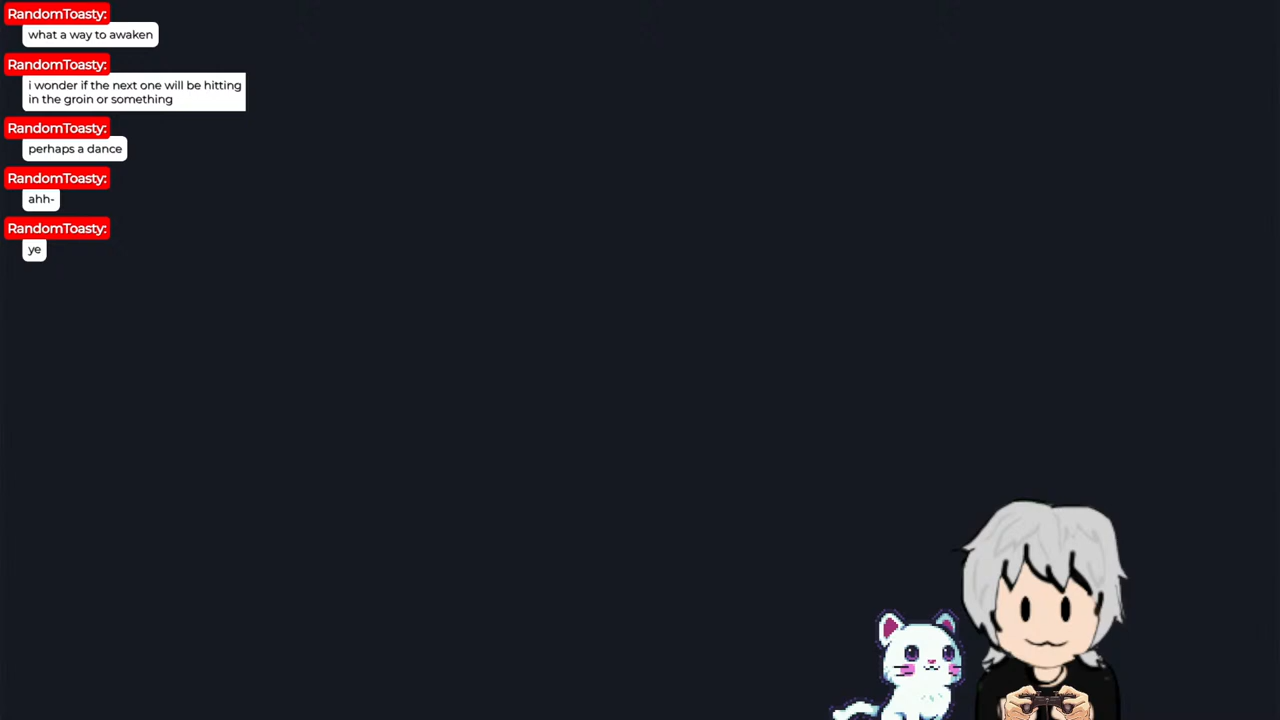 RandomToasty:
what a way to awaken
RandomToasty:
i wonder if the next one will be hitting
in the groin or something
RandomToasty:
perhaps a dance
RandomToasty:
ahh-
RandomToasty:
ye